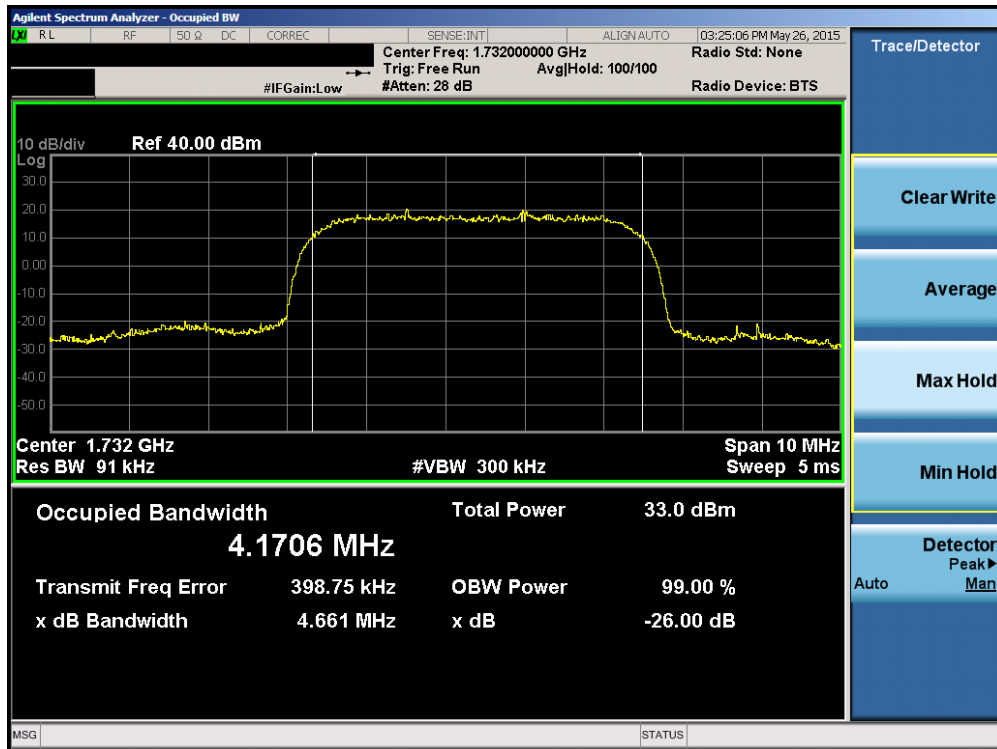 Agilent Spectrum Analyzer - Occupied BW
LXI RL RF 50 Ω DC CORREC SENSE:INT ALIGN AUTO 03:25:06 PM May 26, 2015
Center Freq: 1.732000000 GHz Radio Std: None
Trig: Free Run Avg|Hold: 100/100
#IFGain:Low #Atten: 28 dB Radio Device: BTS
10 dB/div Ref 40.00 dBm
Log
30.0
20.0
10.0
0.00
-10.0
-20.0
-30.0
-40.0
-50.0
Center 1.732 GHz Span 10 MHz
Res BW 91 kHz #VBW 300 kHz Sweep 5 ms
Occupied Bandwidth Total Power 33.0 dBm
4.1706 MHz
Transmit Freq Error 398.75 kHz OBW Power 99.00 %
x dB Bandwidth 4.661 MHz x dB -26.00 dB
MSG STATUS
Trace/Detector
Clear Write
Average
Max Hold
Min Hold
Detector
Peak▶
Auto Man